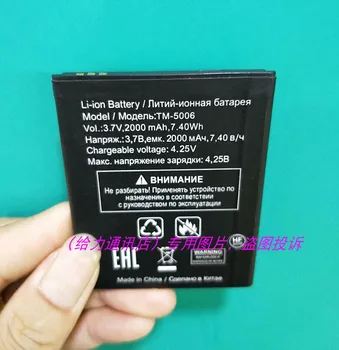 Li-ion Battery / Литий-ионная батарея
Model / Модель:TM-5006
Vol.:3.7V,2000 mAh,7.40Wh
Напряж.:3,7В,емк. 2000 мАч,7,40 в/ч
Chargeable voltage: 4.25V
Макс. напряжение зарядки: 4,25В
ВНИМАНИЕ
Не разбирать! Применять устройство по
назначению в соответствии
с руководством по эксплуатации
(给力通讯店)专用图片 盗图投诉
HF
EAC
WARNING
Made in China / Сделано в Китае